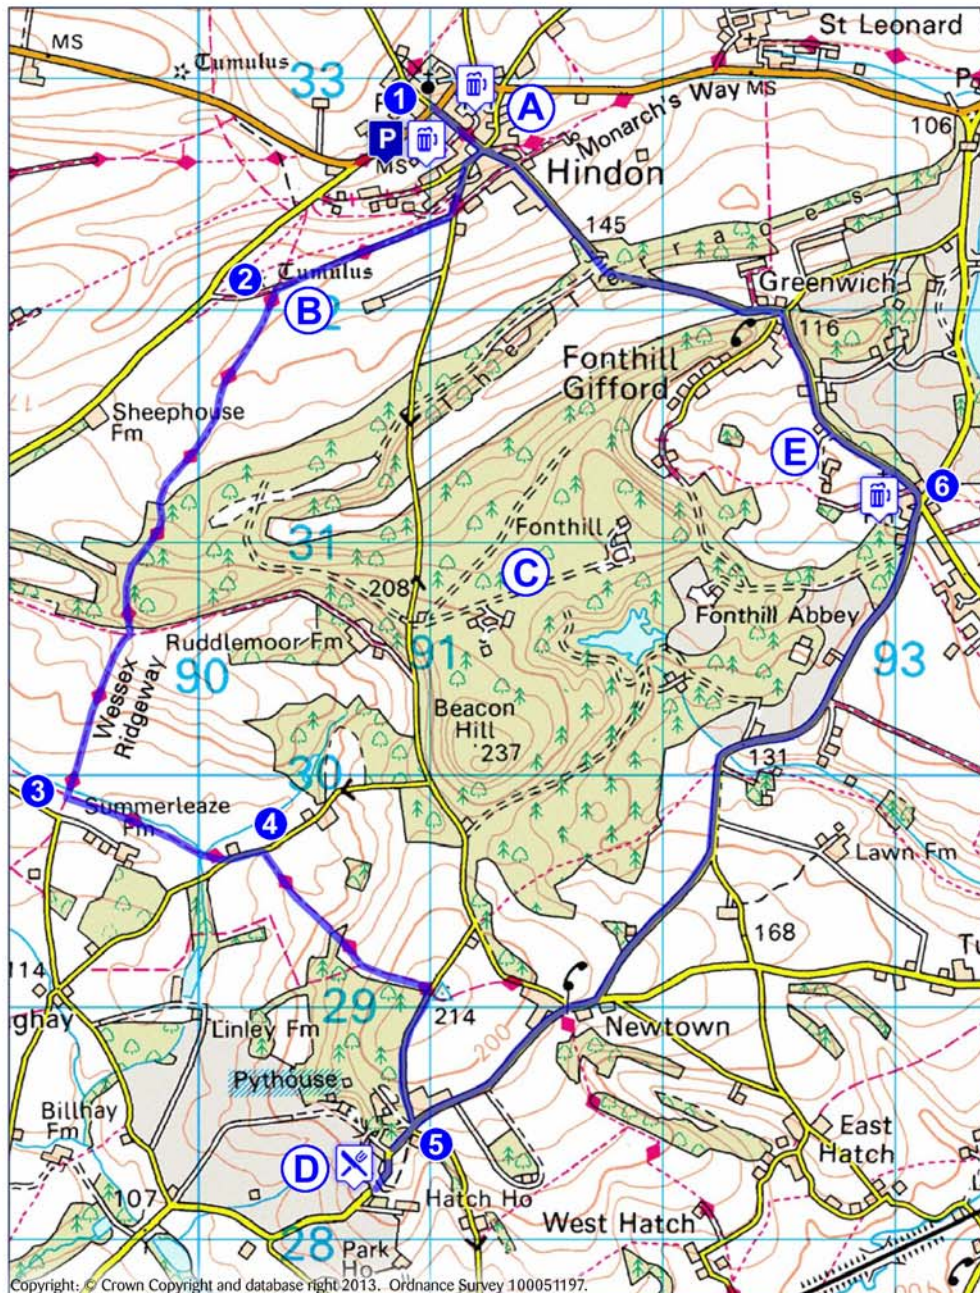 St Leonard
MS
Tumulus
33
1
A
MS
P
MS
Monarch's Way
106
Hindon
145
The Terraces
2
Tumulus
B
Greenwich
116
Fonthill
Gifford
Sheephouse
Fm
E
6
31
Fonthill
C
208
Fonthill Abbey
Ruddlemoor Fm
91
90
93
Wessex
Ridgeway
Beacon
Hill
237
30
131
3
Summerleaze
Fm
4
Lawn Fm
168
114
29
214
Linley Fm
200
Newtown
Pythouse
Billhay
Fm
East
Hatch
5
D
Hatch Ho
107
West Hatch
28
Park
Ho
Copyright: © Crown Copyright and database right 2013. Ordnance Survey 100051197.